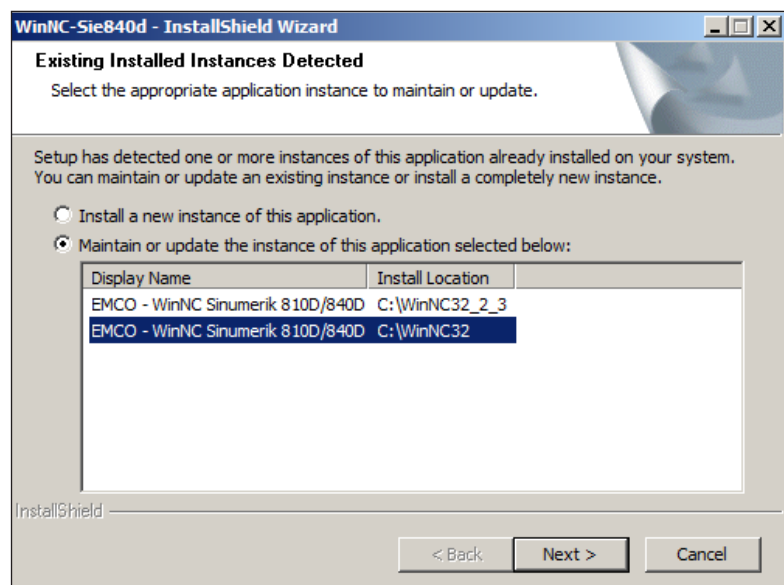 WinNC-Sie840d - InstallShield Wizard
Existing Installed Instances Detected
Select the appropriate application instance to maintain or update.
Setup has detected one or more instances of this application already installed on your system.
You can maintain or update an existing instance or install a completely new instance.
Install a new instance of this application.
Maintain or update the instance of this application selected below:
Display Name Install Location
EMCO - WinNC Sinumerik 810D/840D C:\WinNC32_2_3
EMCO - WinNC Sinumerik 810D/840D C:\WinNC32
InstallShield
< Back Next > Cancel